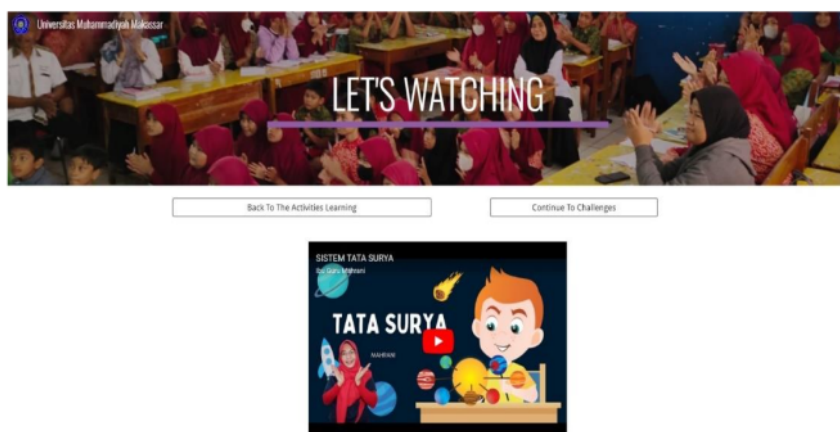 Universitas Muhammadiyah Makassar
LET'S WATCHING
Back To The Activities Learning
Continue To Challenges
SISTEM TATA SURYA
Ibu Guru Mahrani
TATA SURYA
MAHRANI